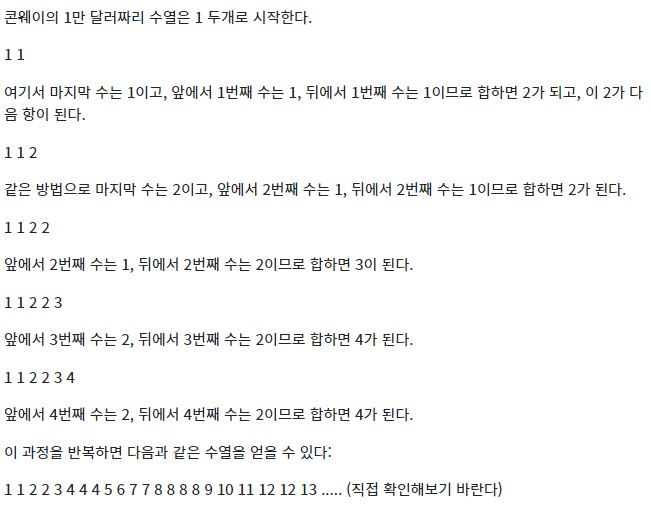 콘웨이의 1만 달러짜리 수열은 1 두개로 시작한다.
1 1
여기서 마지막 수는 1이고, 앞에서 1번째 수는 1, 뒤에서 1번째 수는 1이므로 합하면 2가 되고, 이 2가 다
음 항이 된다.
1 1 2
같은 방법으로 마지막 수는 2이고, 앞에서 2번째 수는 1, 뒤에서 2번째 수는 1이므로 합하면 2가 된다.
1 1 2 2
앞에서 2번째 수는 1, 뒤에서 2번째 수는 2이므로 합하면 3이 된다.
1 1 2 2 3
앞에서 3번째 수는 2, 뒤에서 3번째 수는 2이므로 합하면 4가 된다.
1 1 2 2 3 4
앞에서 4번째 수는 2, 뒤에서 4번째 수는 2이므로 합하면 4가 된다.
이 과정을 반복하면 다음과 같은 수열을 얻을 수 있다:
1 1 2 2 3 4 4 4 5 6 7 7 8 8 8 8 9 10 11 12 12 13 ..... (직접 확인해보기 바란다)